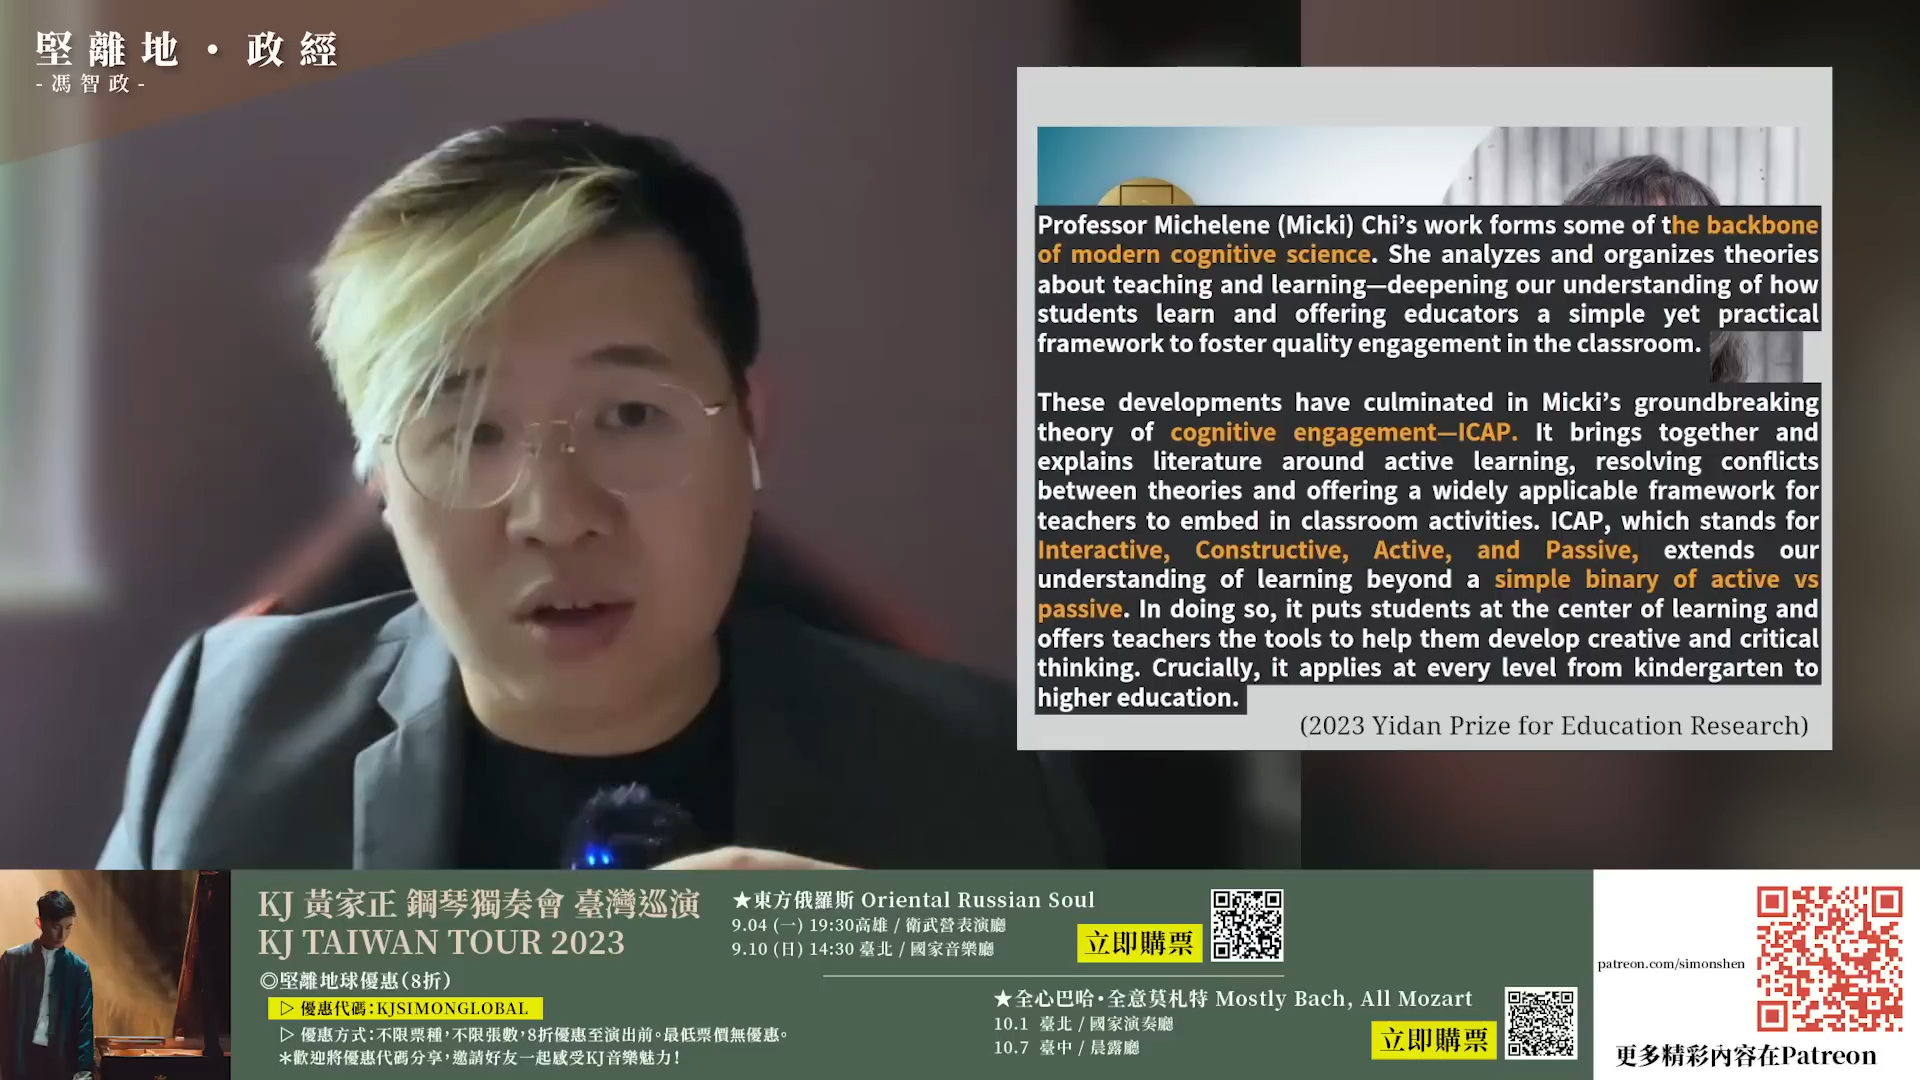 堅離地・政經
-馮智政-
Professor Michelene (Micki) Chi’s work forms some of the backbone
of modern cognitive science. She analyzes and organizes theories
about teaching and learning—deepening our understanding of how
students learn and offering educators a simple yet practical
framework to foster quality engagement in the classroom.
These developments have culminated in Micki’s groundbreaking
theory of cognitive engagement—ICAP. It brings together and
explains literature around active learning, resolving conflicts
between theories and offering a widely applicable framework for
teachers to embed in classroom activities. ICAP, which stands for
Interactive, Constructive, Active, and Passive, extends our
understanding of learning beyond a simple binary of active vs
passive. In doing so, it puts students at the center of learning and
offers teachers the tools to help them develop creative and critical
thinking. Crucially, it applies at every level from kindergarten to
higher education.
(2023 Yidan Prize for Education Research)
KJ 黃家正 鋼琴獨奏會 臺灣巡演
KJ TAIWAN TOUR 2023
◎堅離地球優惠(8折)
▷ 優惠代碼：KJSIMONGLOBAL
▷ 優惠方式：不限票種，不限張數，8折優惠至演出前。最低票價無優惠。
＊歡迎將優惠代碼分享，邀請好友一起感受KJ音樂魅力！
★東方俄羅斯 Oriental Russian Soul
9.04 (一) 19:30高雄 / 衛武營表演廳
9.10 (日) 14:30 臺北 / 國家音樂廳
立即購票
★全心巴哈・全意莫札特 Mostly Bach, All Mozart
10.1 臺北 / 國家演奏廳
10.7 臺中 / 晨露廳
立即購票
patreon.com/simonshen
更多精彩內容在Patreon